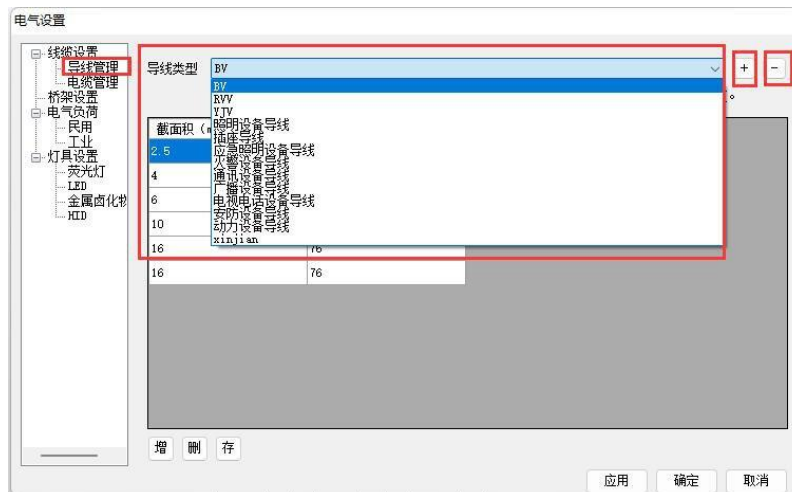 电气设置
线缆设置
导线管理
电缆管理
桥架设置
电气负荷
民用
工业
灯具设置
荧光灯
LED
金属卤化物
HID
导线类型 BV
+ -
BV
RVV
YJV
照明设备导线
插座导线
应急照明设备导线
火警设备导线
通讯设备导线
广播设备导线
电视电话设备导线
安防设备导线
动力设备导线
xinjian
截面积
2.5
4
6
10
16 76
16 76
增 删 存
应用 确定 取消